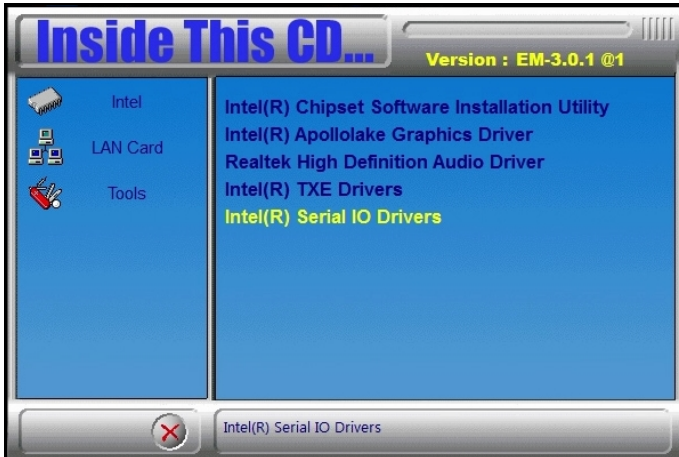 Inside This CD...
Version : EM-3.0.1 @1
Intel
LAN Card
Tools
Intel(R) Chipset Software Installation Utility
Intel(R) Apollolake Graphics Driver
Realtek High Definition Audio Driver
Intel(R) TXE Drivers
Intel(R) Serial IO Drivers
Intel(R) Serial IO Drivers